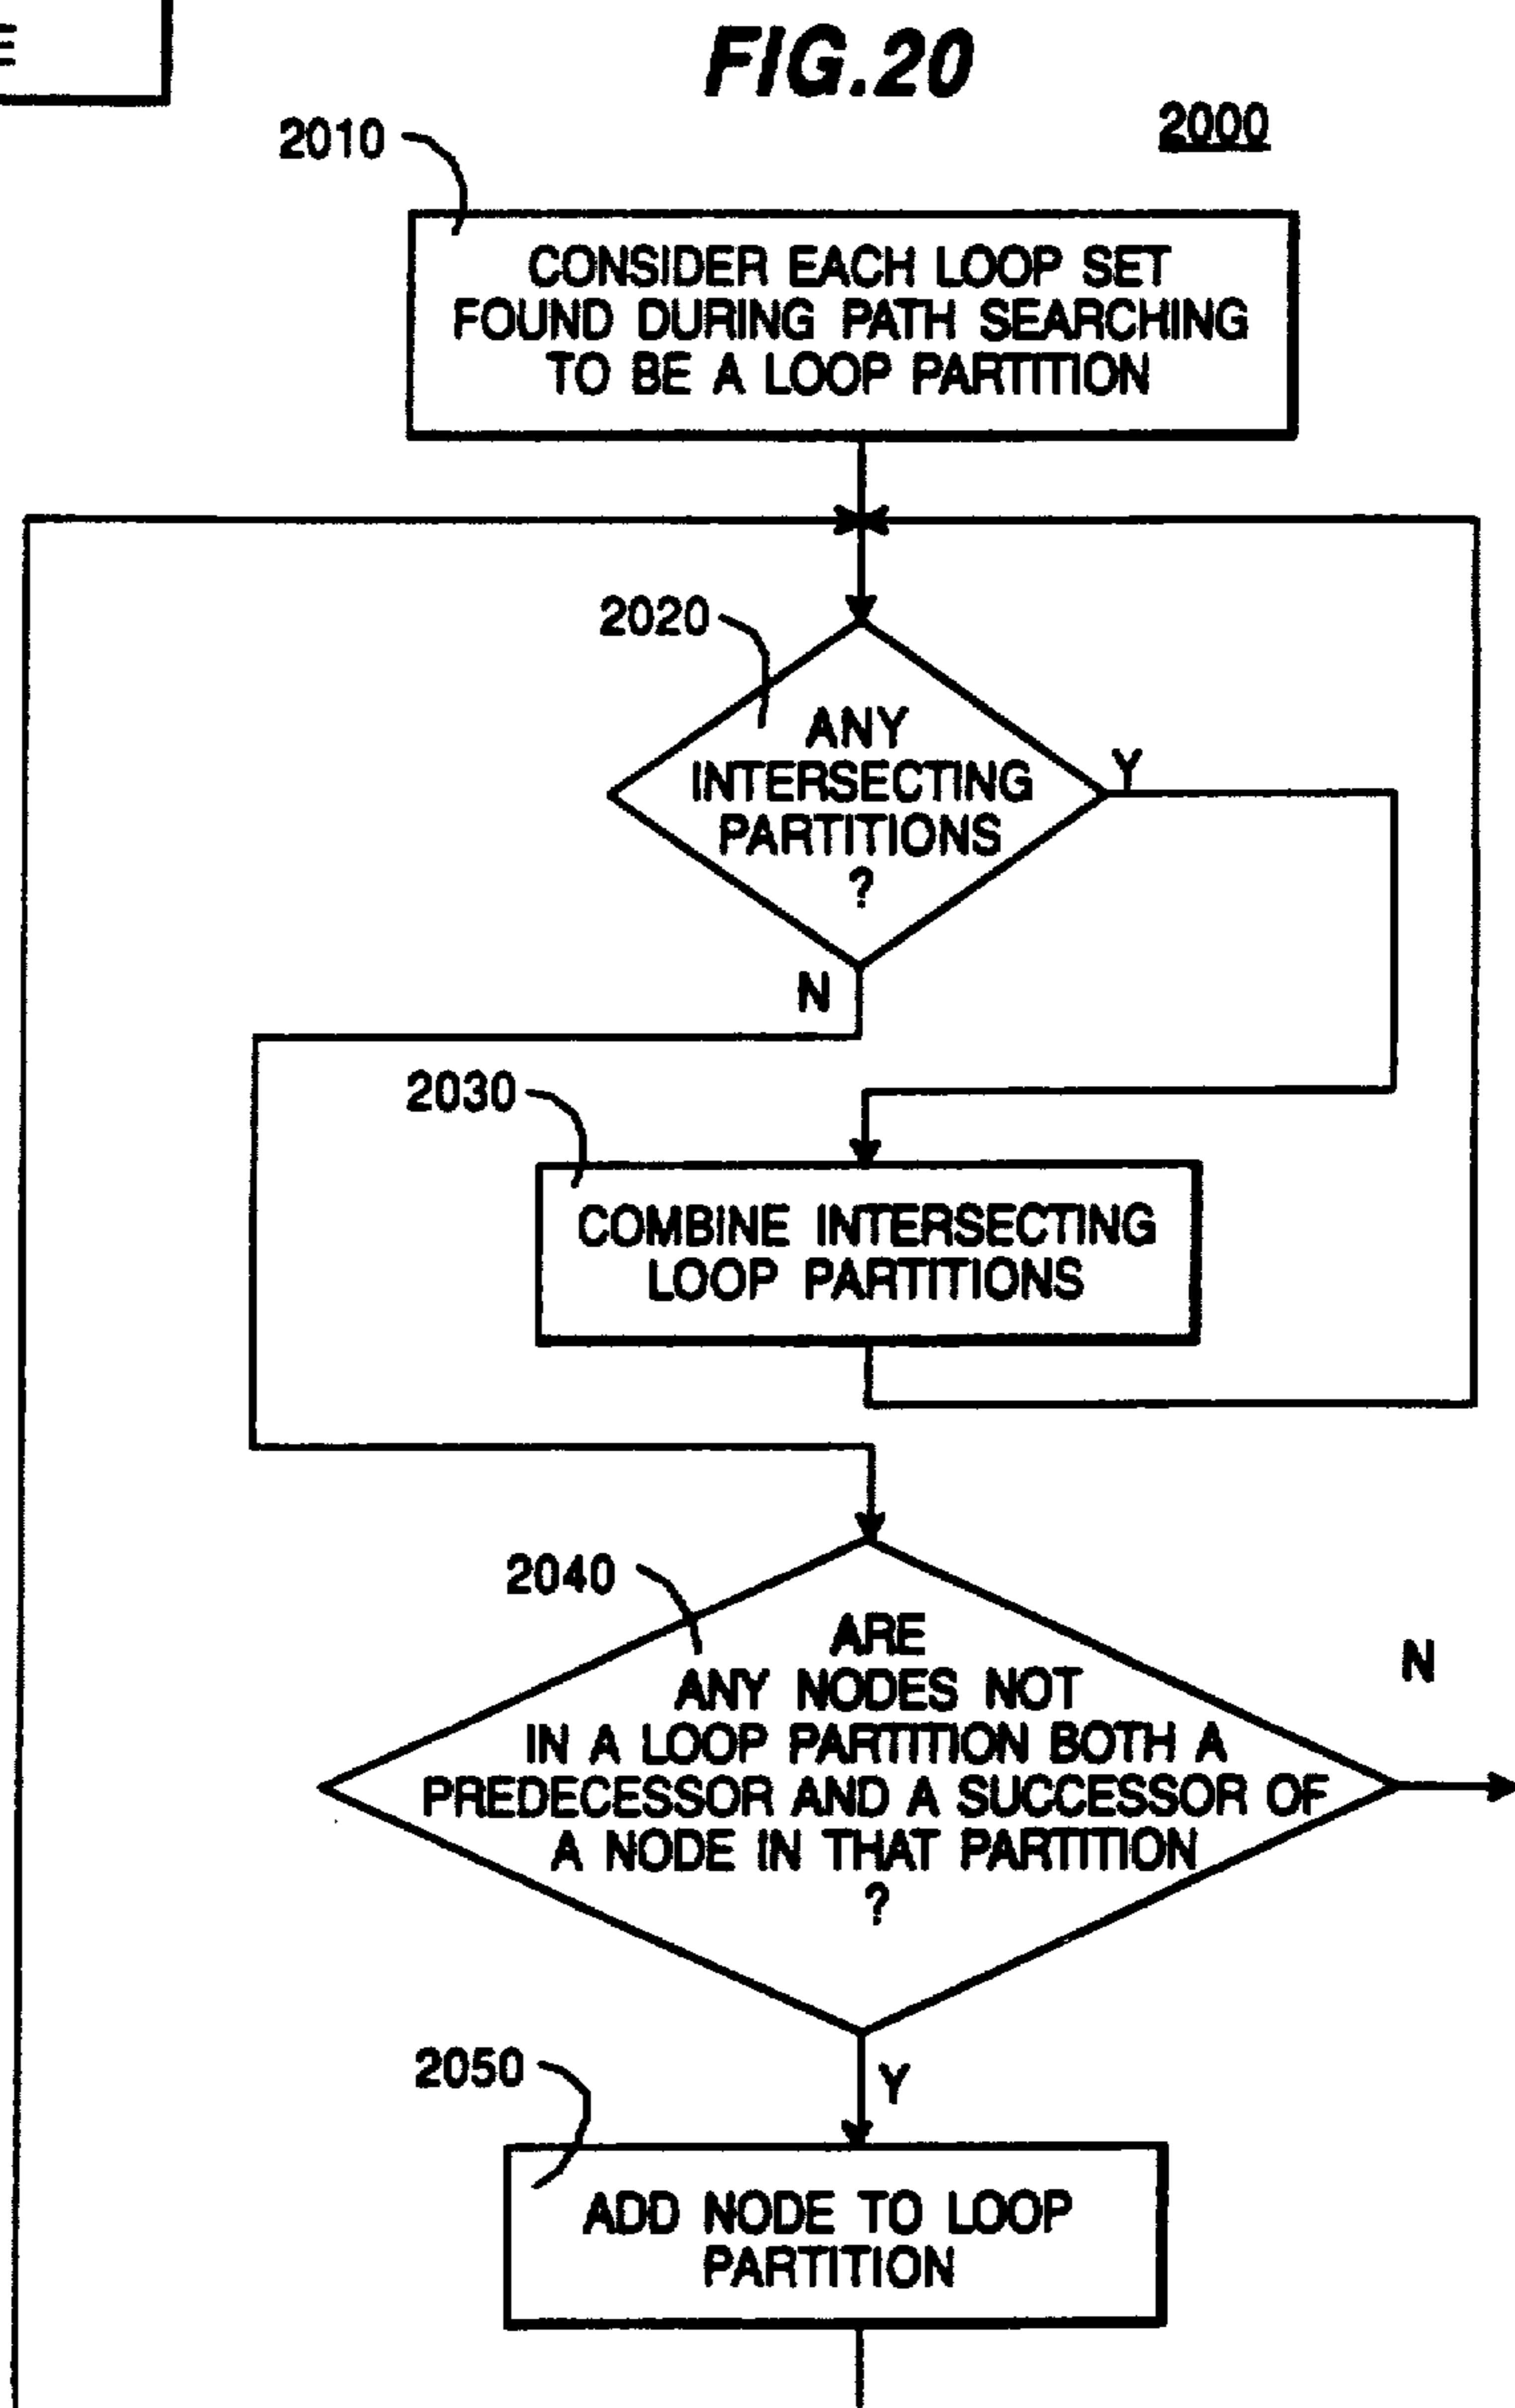 E
FIG.20
2000
2010
CONSIDER EACH LOOP SET
FOUND DURING PATH SEARCHING
TO BE A LOOP PARTITION
2020
ANY
INTERSECTING
PARTITIONS
?
Y
N
2030
COMBINE INTERSECTING
LOOP PARTITIONS
2040
ARE
ANY NODES NOT
IN A LOOP PARTITION BOTH A
PREDECESSOR AND A SUCCESSOR OF
A NODE IN THAT PARTITION
?
N
Y
2050
ADD NODE TO LOOP
PARTITION